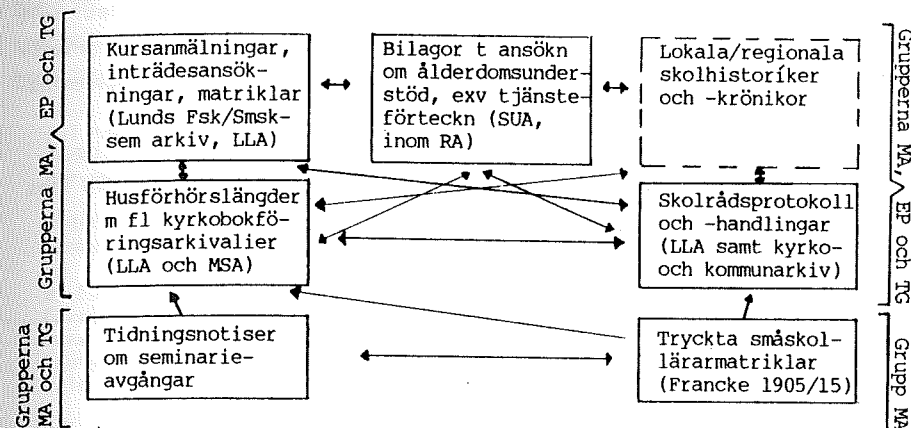 Grupperna MA, EP och TG
Kursanmälningar,
inträdesansök-
ningar, matriklar
(Lunds Fsk/Smsk-
sem arkiv, LLA)
Bilagor t ansökn
om ålderdomsunder-
stöd, exv tjänste-
förteckn (SUA,
inom RA)
Lokala/regionala
skolhistoriker
och -krönikor
Grupperna MA, EP och TG
Husförhörslängder
m fl kyrkobokfö-
ringsarkivalier
(LLA och MSA)
Skolrådsprotokoll
och -handlingar
(LLA samt kyrko-
och kommunarkiv)
Grupperna
MA och TG
Tidningsnotiser
om seminarie-
avgångar
Tryckta småskol-
lärarmatriklar
(Francke 1905/15)
Grupp MA